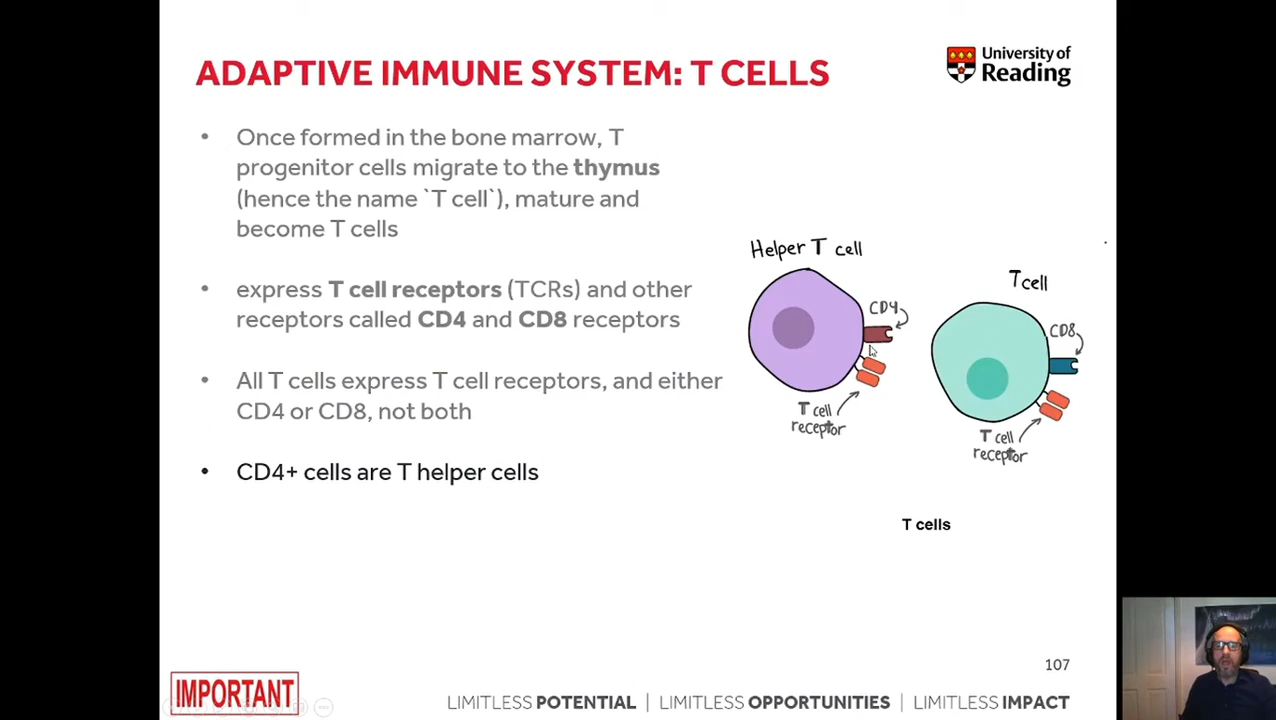 ADAPTIVE IMMUNE SYSTEM: T CELLS
University of
Reading
• Once formed in the bone marrow, T
progenitor cells migrate to the thymus
(hence the name `T cell`), mature and
become T cells
• express T cell receptors (TCRs) and other
receptors called CD4 and CD8 receptors
• All T cells express T cell receptors, and either
CD4 or CD8, not both
• CD4+ cells are T helper cells
Helper T cell
CD4
T cell
receptor
T cell
CD8
T cell
receptor
T cells
107
IMPORTANT
LIMITLESS POTENTIAL | LIMITLESS OPPORTUNITIES | LIMITLESS IMPACT